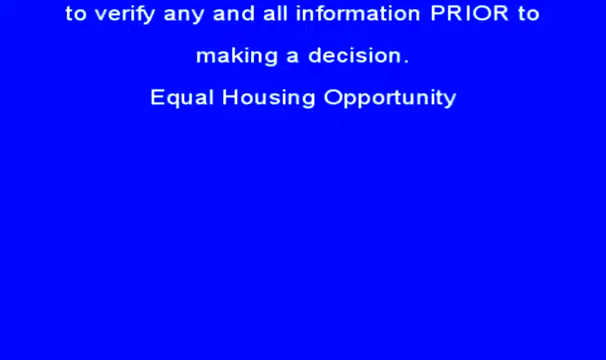 to verify any and all information PRIOR to
making a decision.
Equal Housing Opportunity